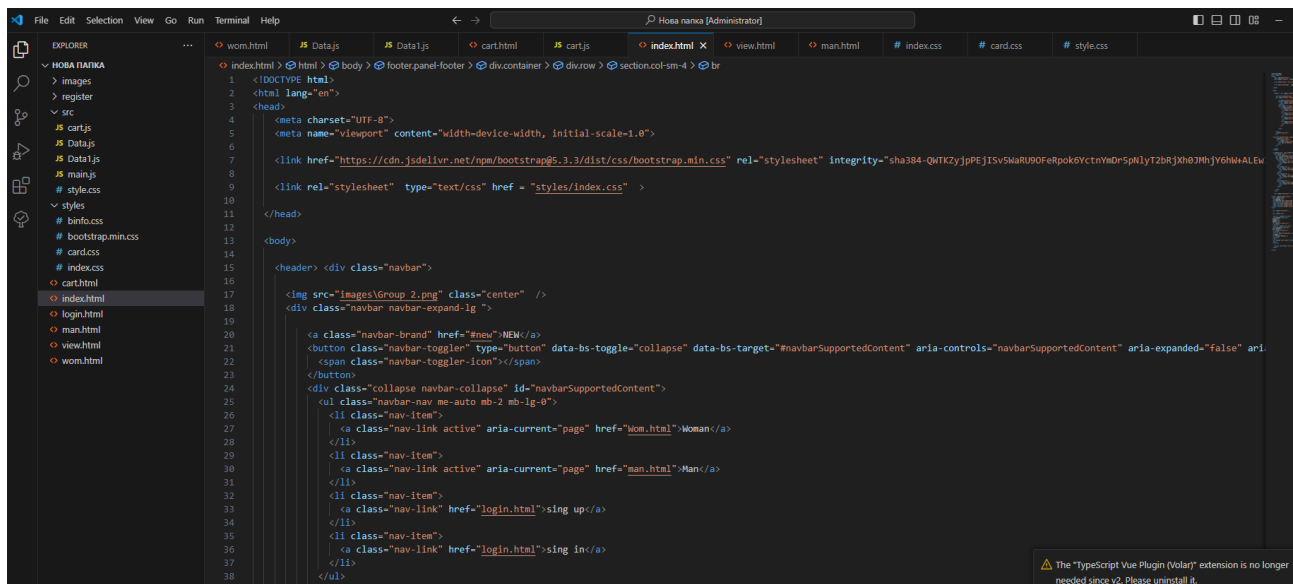 File Edit Selection View Go Run Terminal Help
Нова папка [Administrator]
EXPLORER
wom.html
Data.js
Data1.js
cart.html
cart.js
index.html
view.html
man.html
index.css
card.css
style.css
index.html > html > body > footer.panel-footer > div.container > div.row > section.col-sm-4 > br
НОВА ПАПКА
images
register
src
JS cart.js
JS Data.js
JS Data1.js
JS main.js
# style.css
styles
# binfo.css
# bootstrap.min.css
# card.css
# index.css
cart.html
index.html
login.html
man.html
view.html
wom.html
1 <!DOCTYPE html>
2 <html lang="en">
3 <head>
4 <meta charset="UTF-8">
5 <meta name="viewport" content="width=device-width, initial-scale=1.0">
6
7 <link href="https://cdn.jsdelivr.net/npm/bootstrap@5.3.3/dist/css/bootstrap.min.css" rel="stylesheet" integrity="sha384-QWTKZyjpPEjISv5WaRU9OFeRpok6YctnYmDr5pNlyT2bRjXh0JMhjY6hW+ALEw
8
9 <link rel="stylesheet" type="text/css" href = "styles/index.css" >
10
11 </head>
12
13 <body>
14
15 <header> <div class="navbar">
16
17 <img src="images\Group 2.png" class="center" />
18 <div class="navbar navbar-expand-lg ">
19
20 <a class="navbar-brand" href="#new">NEW</a>
21 <button class="navbar-toggler" type="button" data-bs-toggle="collapse" data-bs-target="#navbarSupportedContent" aria-controls="navbarSupportedContent" aria-expanded="false" ari
22 <span class="navbar-toggler-icon"></span>
23 </button>
24 <div class="collapse navbar-collapse" id="navbarSupportedContent">
25 <ul class="navbar-nav me-auto mb-2 mb-lg-0">
26 <li class="nav-item">
27 <a class="nav-link active" aria-current="page" href="Wom.html">Woman</a>
28 </li>
29 <li class="nav-item">
30 <a class="nav-link active" aria-current="page" href="man.html">Man</a>
31 </li>
32 <li class="nav-item">
33 <a class="nav-link" href="login.html">sing up</a>
34 </li>
35 <li class="nav-item">
36 <a class="nav-link" href="login.html">sing in</a>
37 </li>
38 </ul>
The "TypeScript Vue Plugin (Volar)" extension is no longer
needed since v2. Please uninstall it.